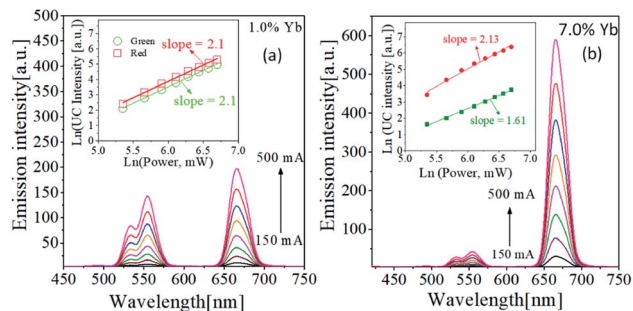 500
450
400
350
300
250
200
150
100
50
Emission intensity[a.u.]
450 500 550 600 650 700 750
Wavelength[nm]
1.0% Yb
(a)
500 mA
150 mA
Ln(UC Intensity [a.u.]
6
5
4
3
2
1
0
5.0 5.5 6.0 6.5 7.0
Ln(Power, mW)
Green
Red
slope = 2.1
slope = 2.1
600
500
400
300
200
100
Emission intensity[a.u.]
450 500 550 600 650 700 750
Wavelength[nm]
7.0% Yb
(b)
500 mA
150 mA
Ln (UC intensity [a.u.]
8
6
4
2
0
5.0 5.5 6.0 6.5 7.0
Ln (Power, mW)
slope = 2.13
slope = 1.61